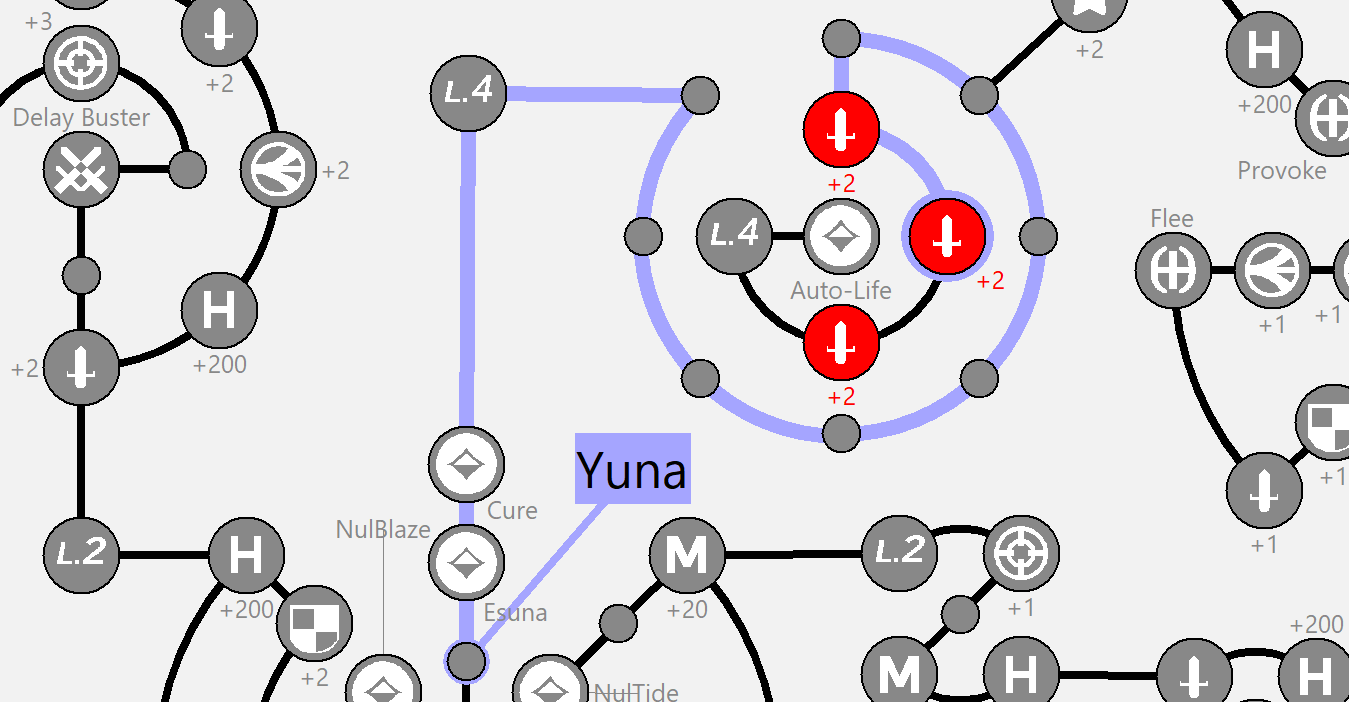 +3
+2
+2
H
+200
L.4
+2
Delay Buster
+2
Provoke
+2
L.4
Flee
H
+200
Auto-Life
+2
+1
+1
+2
+2
Yuna
+1
Cure
NulBlaze
+1
L.2
H
M
L.2
+200
Esuna
+20
+1
+200
+2
M
H
H
NulTide